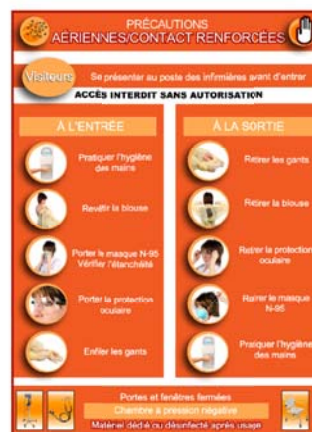 PRÉCAUTIONS
AÉRIENNES/CONTACT RENFORCÉES
Visiteurs
Se présenter au poste des infirmières avant d'entrer
ACCÈS INTERDIT SANS AUTORISATION
À L'ENTRÉE
Pratiquer l'hygiène
des mains
Revêtir la blouse
Porter le masque N-95
Vérifier l'étanchéité
Porter la protection
oculaire
Enfiler les gants
À LA SORTIE
Retirer les gants
Retirer la blouse
Retirer la protection
oculaire
Retirer le masque
N-95
Pratiquer l'hygiène
des mains
Portes et fenêtres fermées
Chambre à pression négative
Matériel dédié ou désinfecté après usage